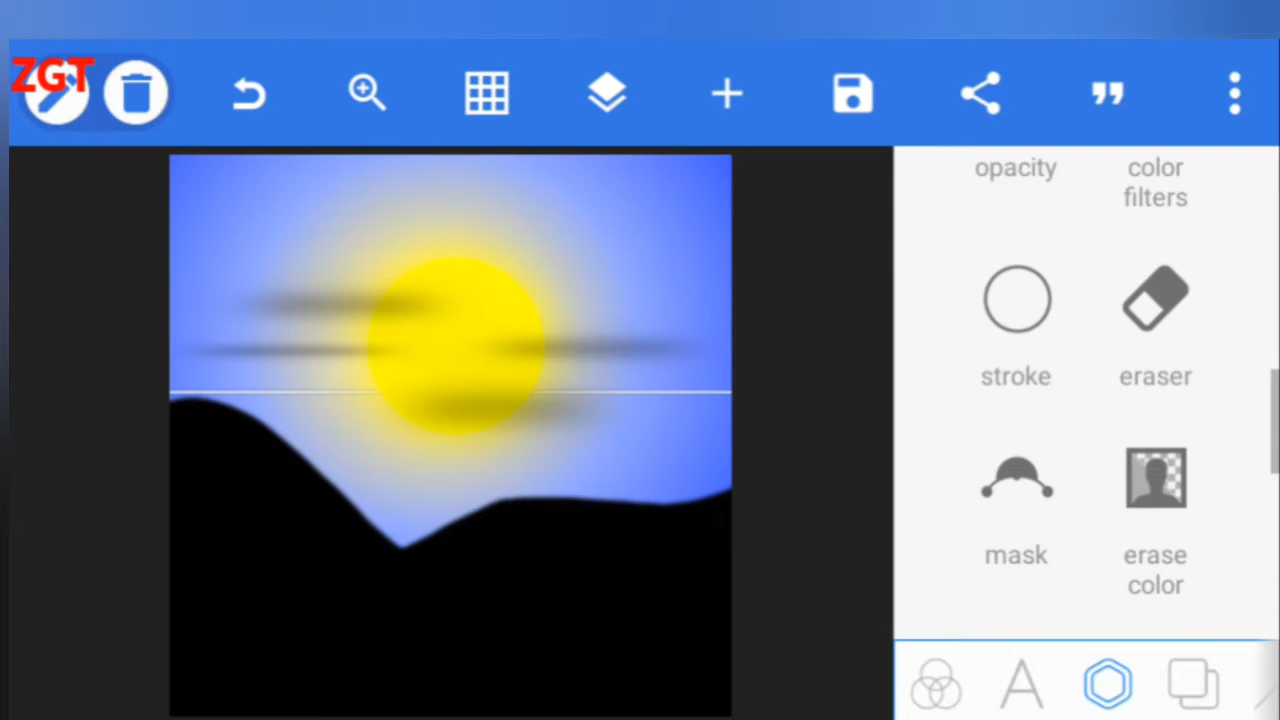 ZGT
opacity
color
filters
stroke
eraser
mask
erase
color